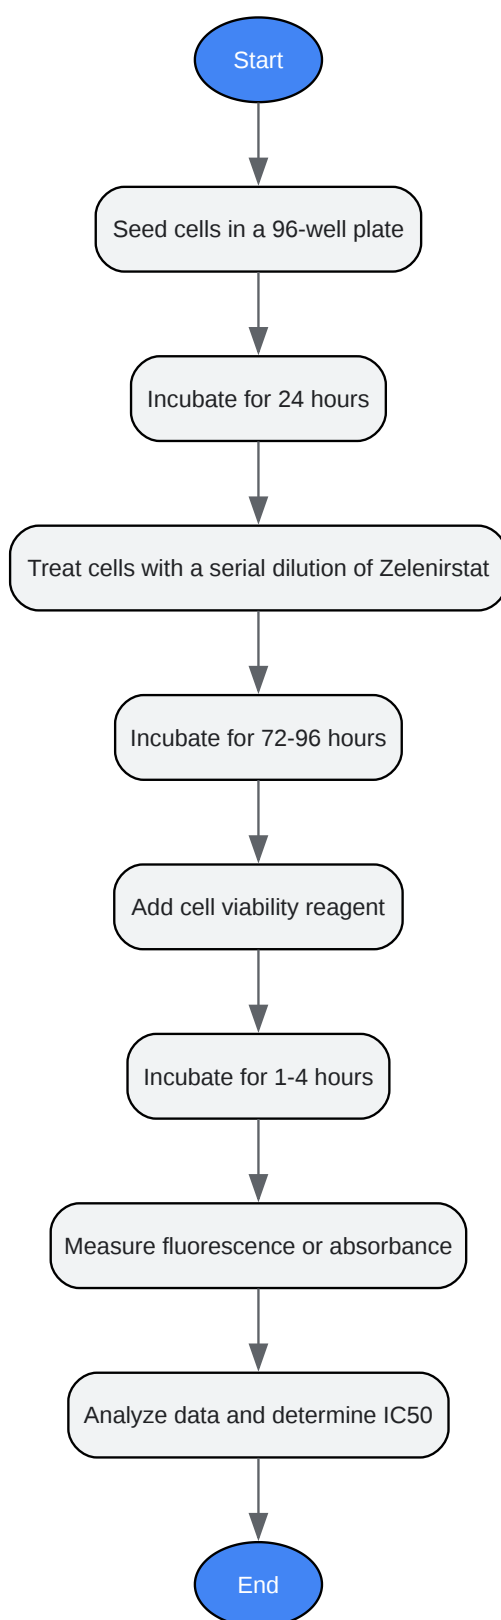 Start
Seed cells in a 96-well plate
Incubate for 24 hours
Treat cells with a serial dilution of Zelenirstat
Incubate for 72-96 hours
Add cell viability reagent
Incubate for 1-4 hours
Measure fluorescence or absorbance
Analyze data and determine IC50
End